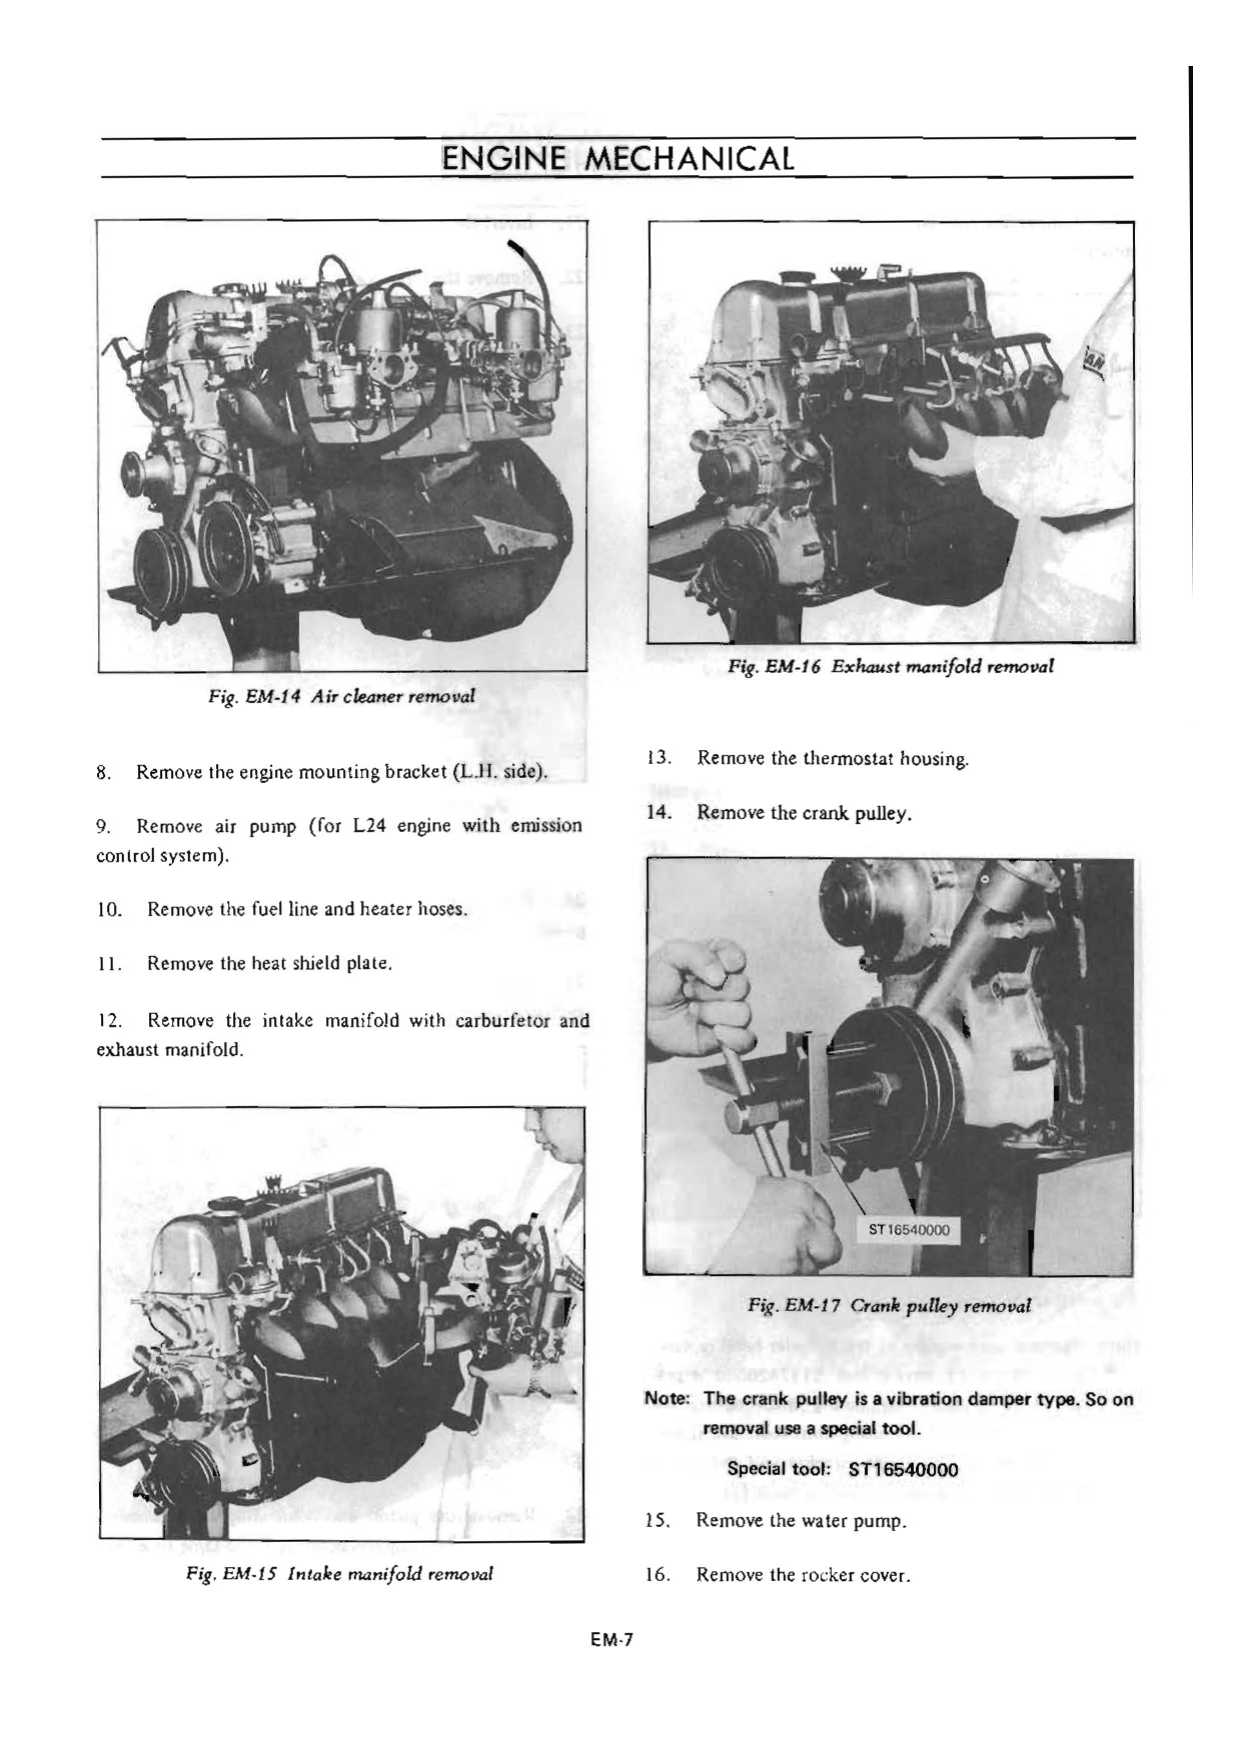 ENGINE MECHANICAL
Fig. EM-14 Air cleaner removal
8. Remove the engine mounting bracket (L.H. side).
9. Remove air pump (for L24 engine with emission
control system).
10. Remove the fuel line and heater hoses.
11. Remove the heat shield plate.
12. Remove the intake manifold with carburfetor and
exhaust manifold.
Fig. EM-15 Intake manifold removal
Fig. EM-16 Exhaust manifold removal
13. Remove the thermostat housing.
14. Remove the crank pulley.
ST16540000
Fig. EM-17 Crank pulley removal
Note: The crank pulley is a vibration damper type. So on
removal use a special tool.
Special tool: ST16540000
15. Remove the water pump.
16. Remove the rocker cover.
EM-7